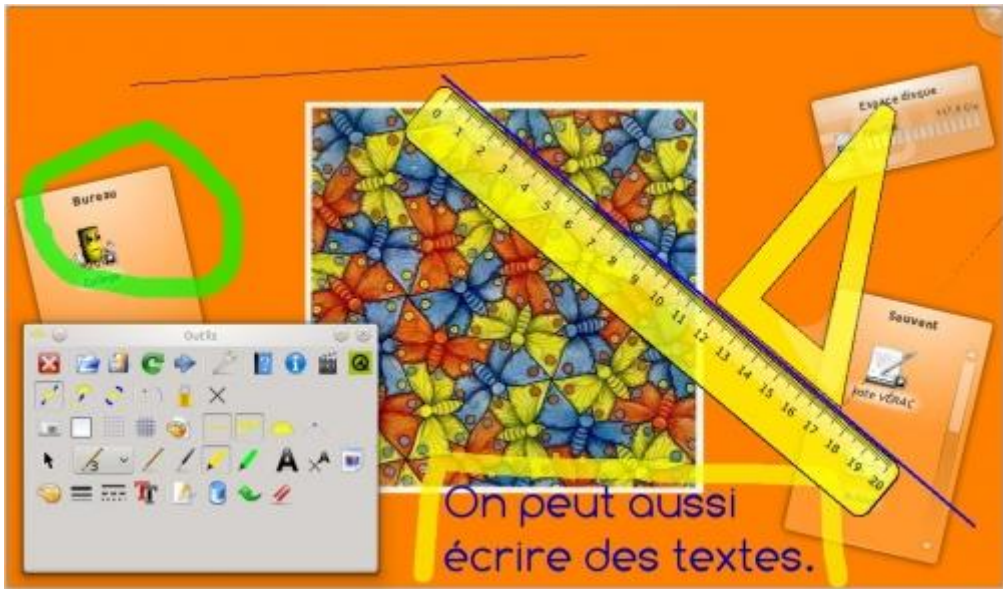 Espace disque
Bureau
Outils
Souvent
0 1 2 3 4 5 6 7 8 9 10 11 12 13 14 15 16 17 18 19 20
On peut aussi
écrire des textes.